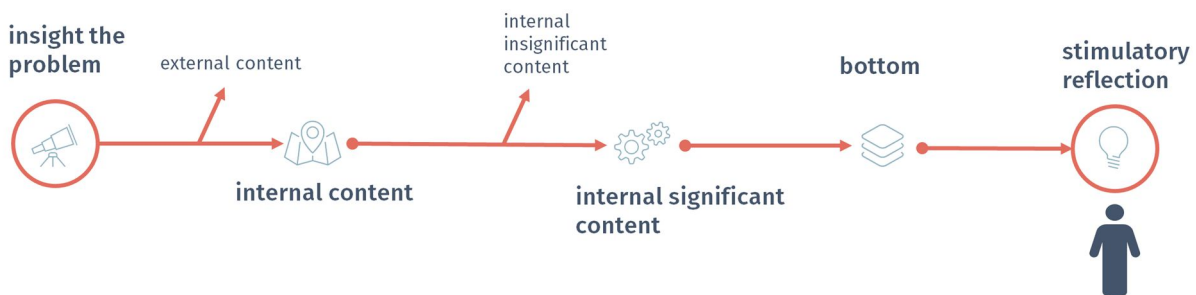 insight the
problem
external content
internal content
internal
insignificant
content
internal significant
content
bottom
stimulatory
reflection